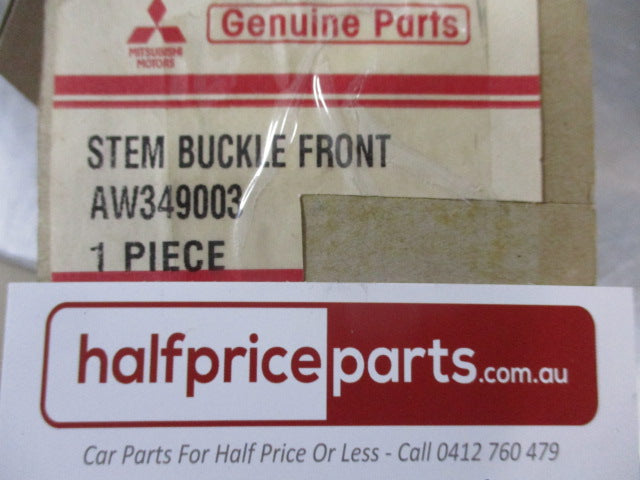 MITSUBISHI
MOTORS
Genuine Parts
STEM BUCKLE FRONT
AW349003
1 PIECE
halfpriceparts.com.au
Car Parts For Half Price Or Less - Call 0412 760 479